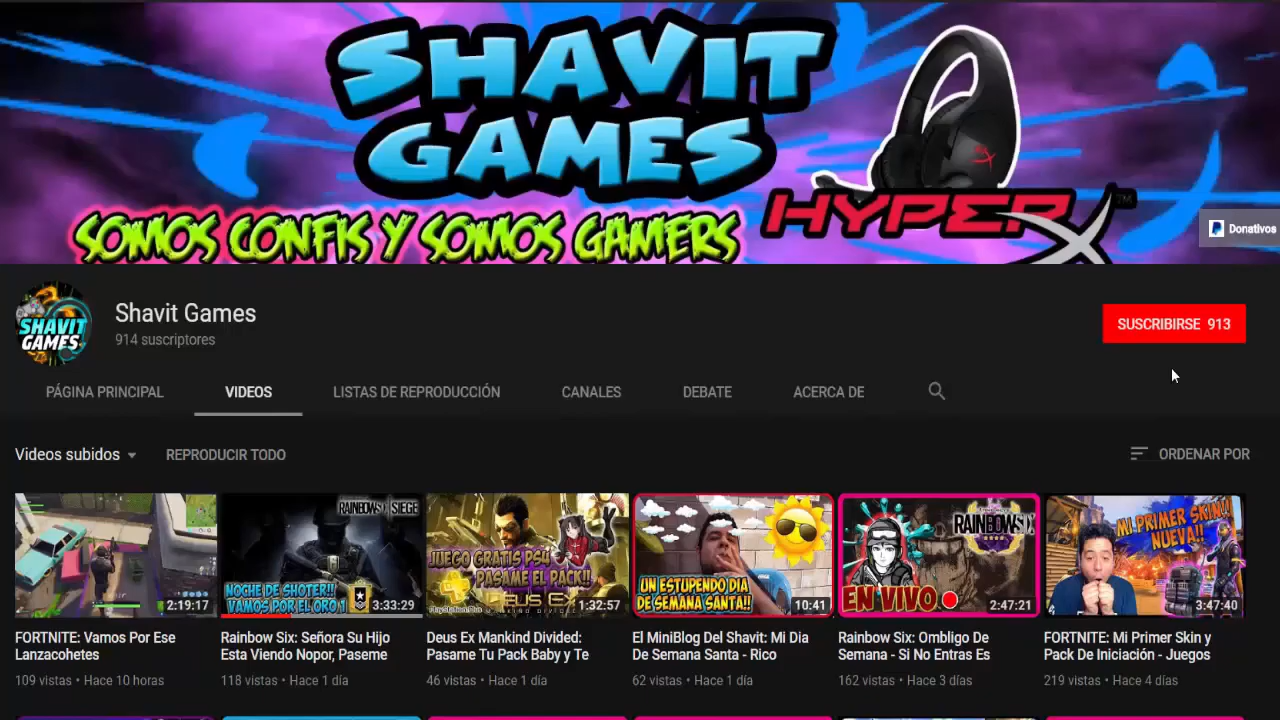 SHAVIT
GAMES
SOMOS CONFIS Y SOMOS GAMERS
HYPERX
TM
Donativos
SHAVIT
GAMES
Shavit Games
914 suscriptores
SUSCRIBIRSE 913
PÁGINA PRINCIPAL VIDEOS LISTAS DE REPRODUCCIÓN CANALES DEBATE ACERCA DE
Videos subidos REPRODUCIR TODO ORDENAR POR
2:19:17
FORTNITE: Vamos Por Ese
Lanzacohetes
109 vistas • Hace 10 horas
RAINBOW SIX SIEGE
NOCHE DE SHOTER!!
VAMOS POR EL ORO 1
3:33:29
Rainbow Six: Señora Su Hijo
Esta Viendo Nopor, Paseme
118 vistas • Hace 1 día
JUEGO GRATIS PS4
PASAME EL PACK!!
DEUS EX
1:32:57
Deus Ex Mankind Divided:
Pasame Tu Pack Baby y Te
46 vistas • Hace 1 día
UN ESTUPENDO DIA
DE SEMANA SANTA!!
10:41
El MiniBlog Del Shavit: Mi Dia
De Semana Santa - Rico
62 vistas • Hace 1 día
RAINBOW SIX
EN VIVO
2:47:21
Rainbow Six: Ombligo De
Semana - Si No Entras Es
162 vistas • Hace 3 días
MI PRIMER SKIN!!
NUEVA!!
3:47:40
FORTNITE: Mi Primer Skin y
Pack De Iniciación - Juegos
219 vistas • Hace 4 días